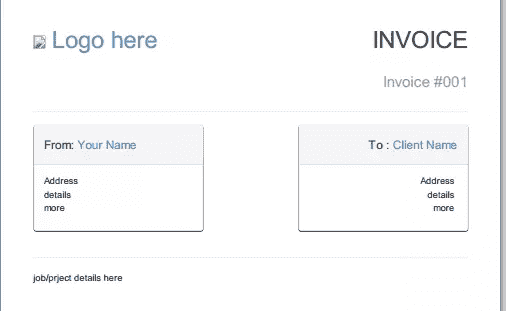 Logo here
INVOICE
Invoice #001
From: Your Name
Address
details
more
To : Client Name
Address
details
more
job/prject details here